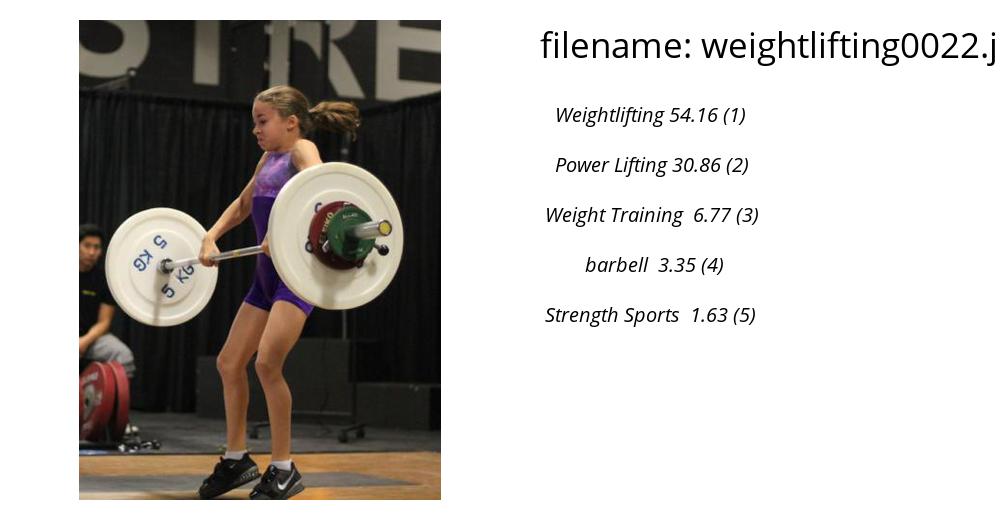 STRE
filename: weightlifting0022.j
Weightlifting 54.16 (1)
Power Lifting 30.86 (2)
Weight Training 6.77 (3)
barbell 3.35 (4)
Strength Sports 1.63 (5)
5 KG
5 KG